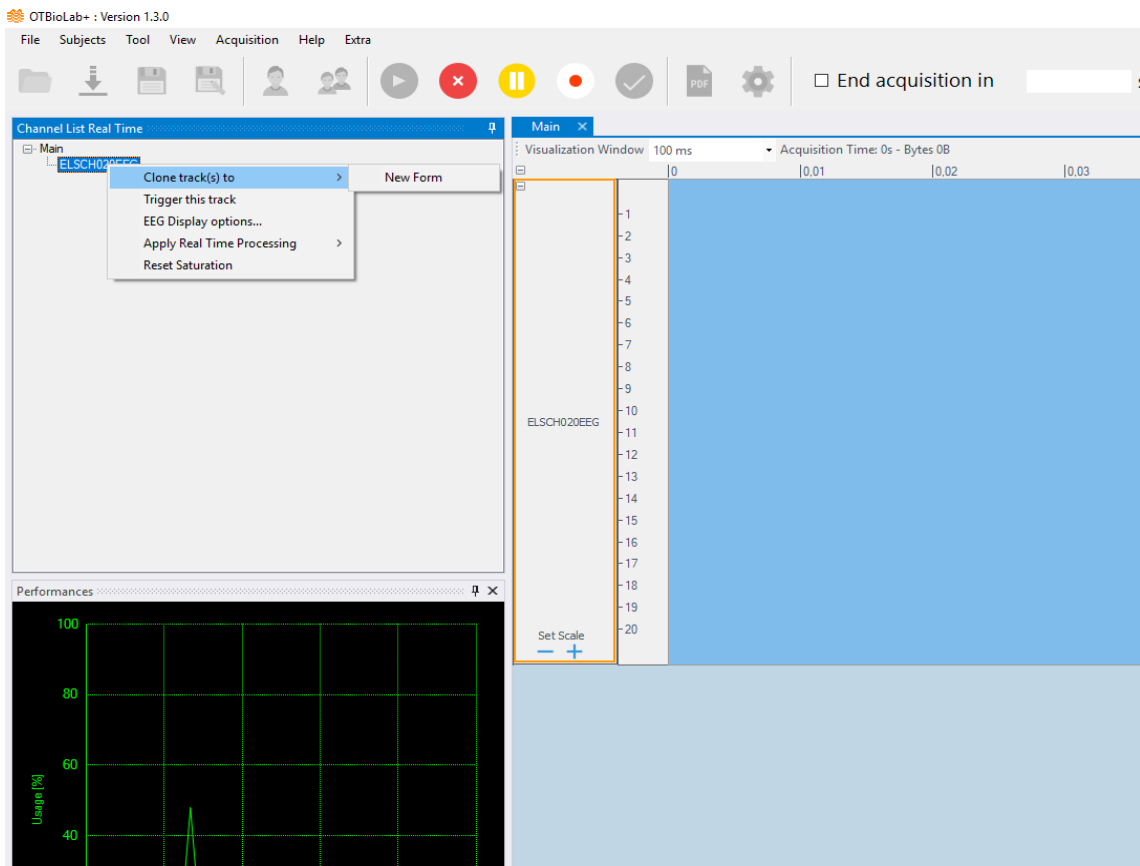 OTBioLab+ : Version 1.3.0
File Subjects Tool View Acquisition Help Extra
PDF
End acquisition in
Channel List Real Time
Main
Main
Visualization Window 100 ms Acquisition Time: 0s - Bytes 0B
0 0.01 0.02 0.03
ELSCH020EEG
Clone track(s) to New Form
Trigger this track
EEG Display options...
Apply Real Time Processing
Reset Saturation
1
2
3
4
5
6
7
8
9
10
ELSCH020EEG
11
12
13
14
15
16
17
18
19
20
Set Scale
Performances
100
80
60
40
Usage [%]